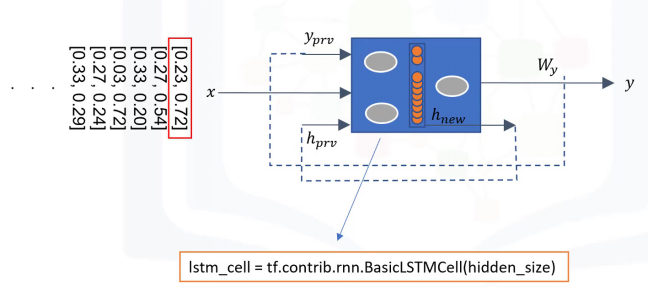 . . .
[0.33, 0.29]
[0.27, 0.24]
[0.03, 0.72]
[0.33, 0.20]
[0.27, 0.54]
[0.23, 0.72]
x
y_prv
h_prv
h_new
W_y
y
lstm_cell = tf.contrib.rnn.BasicLSTMCell(hidden_size)